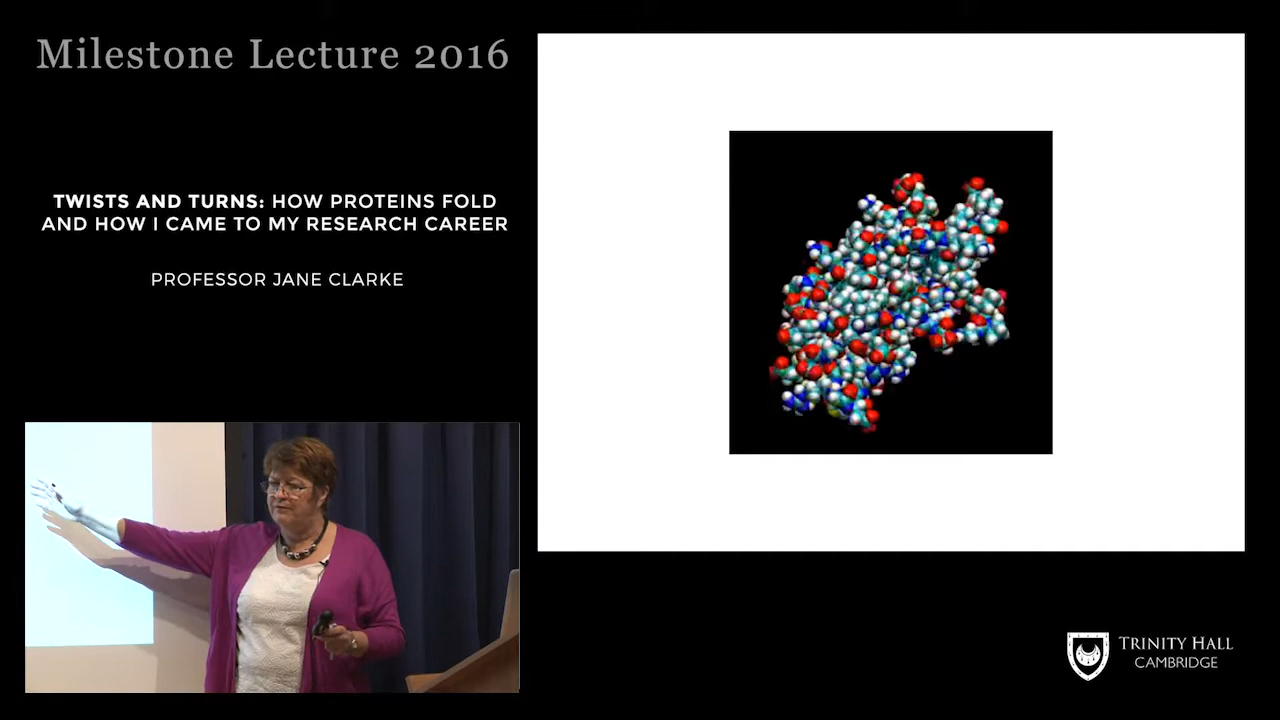 Milestone Lecture 2016
TWISTS AND TURNS: HOW PROTEINS FOLD
AND HOW I CAME TO MY RESEARCH CAREER
PROFESSOR JANE CLARKE
TRINITY HALL
CAMBRIDGE